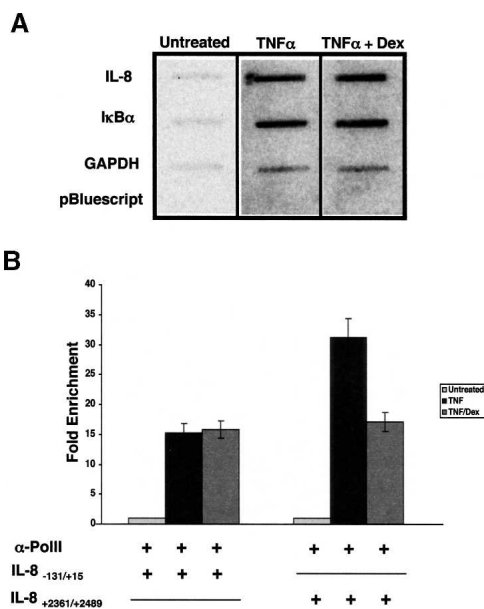 A
Untreated TNFα TNFα + Dex
IL-8
IκBα
GAPDH
pBluescript
B
Fold Enrichment
40
35
30
25
20
15
10
5
0
Untreated
TNF
TNF/Dex
α-PolII + + + + + +
IL-8 -131/+15 + + +
IL-8 +2361/+2489 + + +